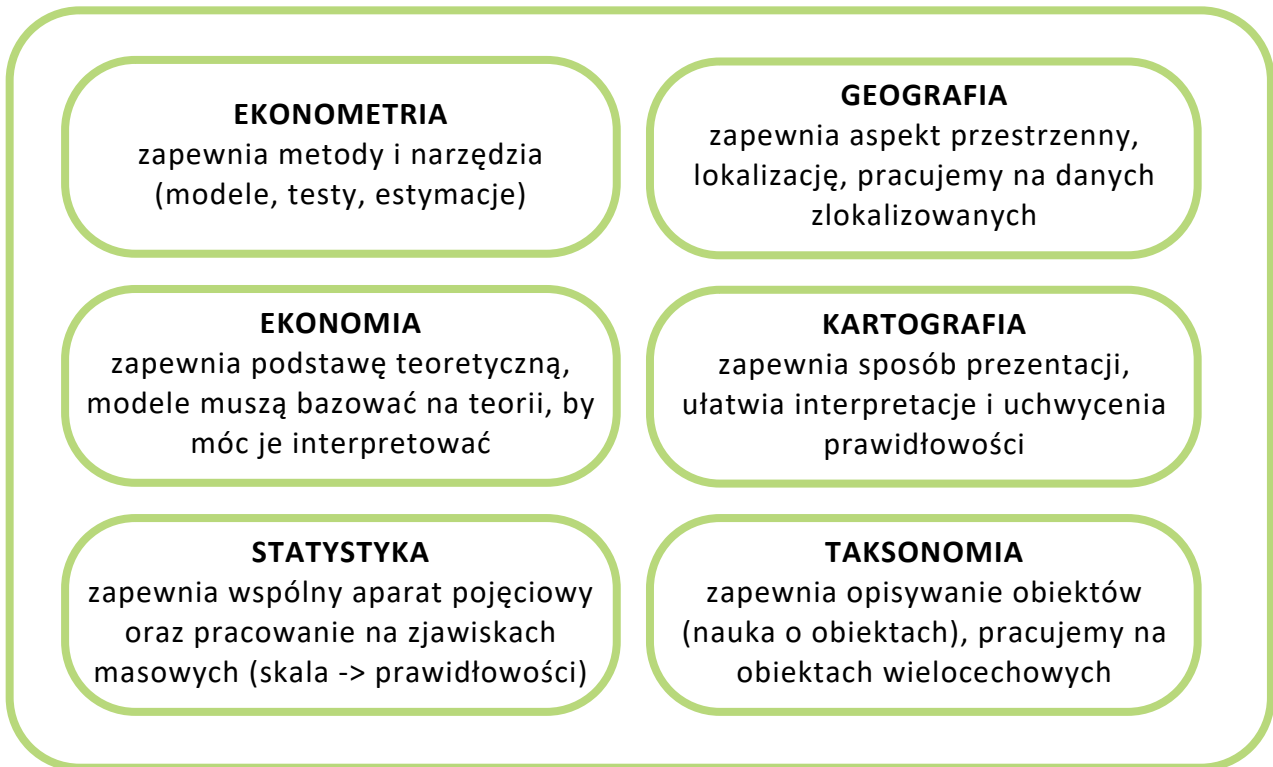 EKONOMETRIA
zapewnia metody i narzędzia
(modele, testy, estymacje)
GEOGRAFIA
zapewnia aspekt przestrzenny,
lokalizację, pracujemy na danych
zlokalizowanych
EKONOMIA
zapewnia podstawę teoretyczną,
modele muszą bazować na teorii, by
móc je interpretować
KARTOGRAFIA
zapewnia sposób prezentacji,
ułatwia interpretacje i uchwycenia
prawidłowości
STATYSTYKA
zapewnia wspólny aparat pojęciowy
oraz pracowanie na zjawiskach
masowych (skala -> prawidłowości)
TAKSONOMIA
zapewnia opisywanie obiektów
(nauka o obiektach), pracujemy na
obiektach wielocechowych